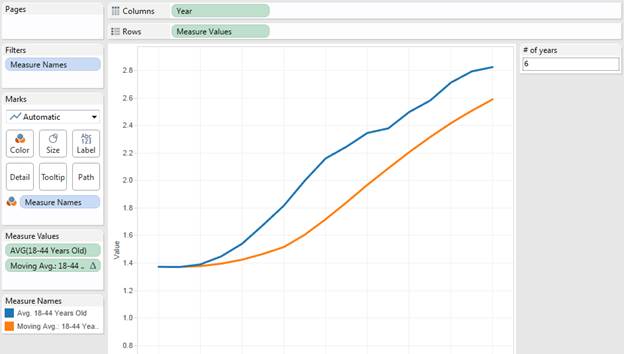 Pages
Columns
Year
Rows
Measure Values
Filters
Measure Names
Marks
Automatic
Color
Size
Abc
123
Label
Detail
Tooltip
Path
Measure Names
Measure Values
AVG(18-44 Years Old)
Moving Avg.: 18-44 .. Δ
Measure Names
Avg. 18-44 Years Old
Moving Avg.: 18-44 Yea..
Value
2.8
2.6
2.4
2.2
2.0
1.8
1.6
1.4
1.2
1.0
0.8
# of years
6